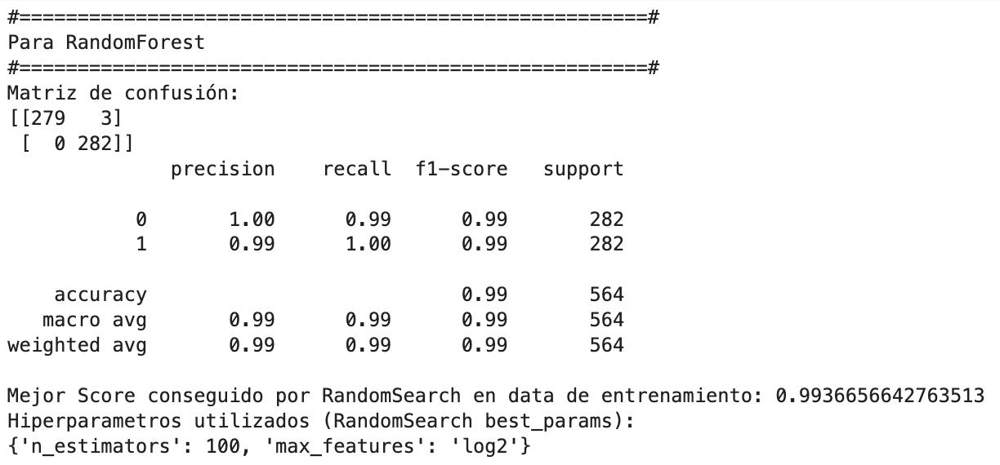 #======================================================#
Para RandomForest
#======================================================#
Matriz de confusión:
[[279   3]
 [  0 282]]
              precision    recall  f1-score   support

           0       1.00      0.99      0.99       282
           1       0.99      1.00      0.99       282

    accuracy                           0.99       564
   macro avg       0.99      0.99      0.99       564
weighted avg       0.99      0.99      0.99       564

Mejor Score conseguido por RandomSearch en data de entrenamiento: 0.9936656642763513
Hiperparametros utilizados (RandomSearch best_params):
{'n_estimators': 100, 'max_features': 'log2'}